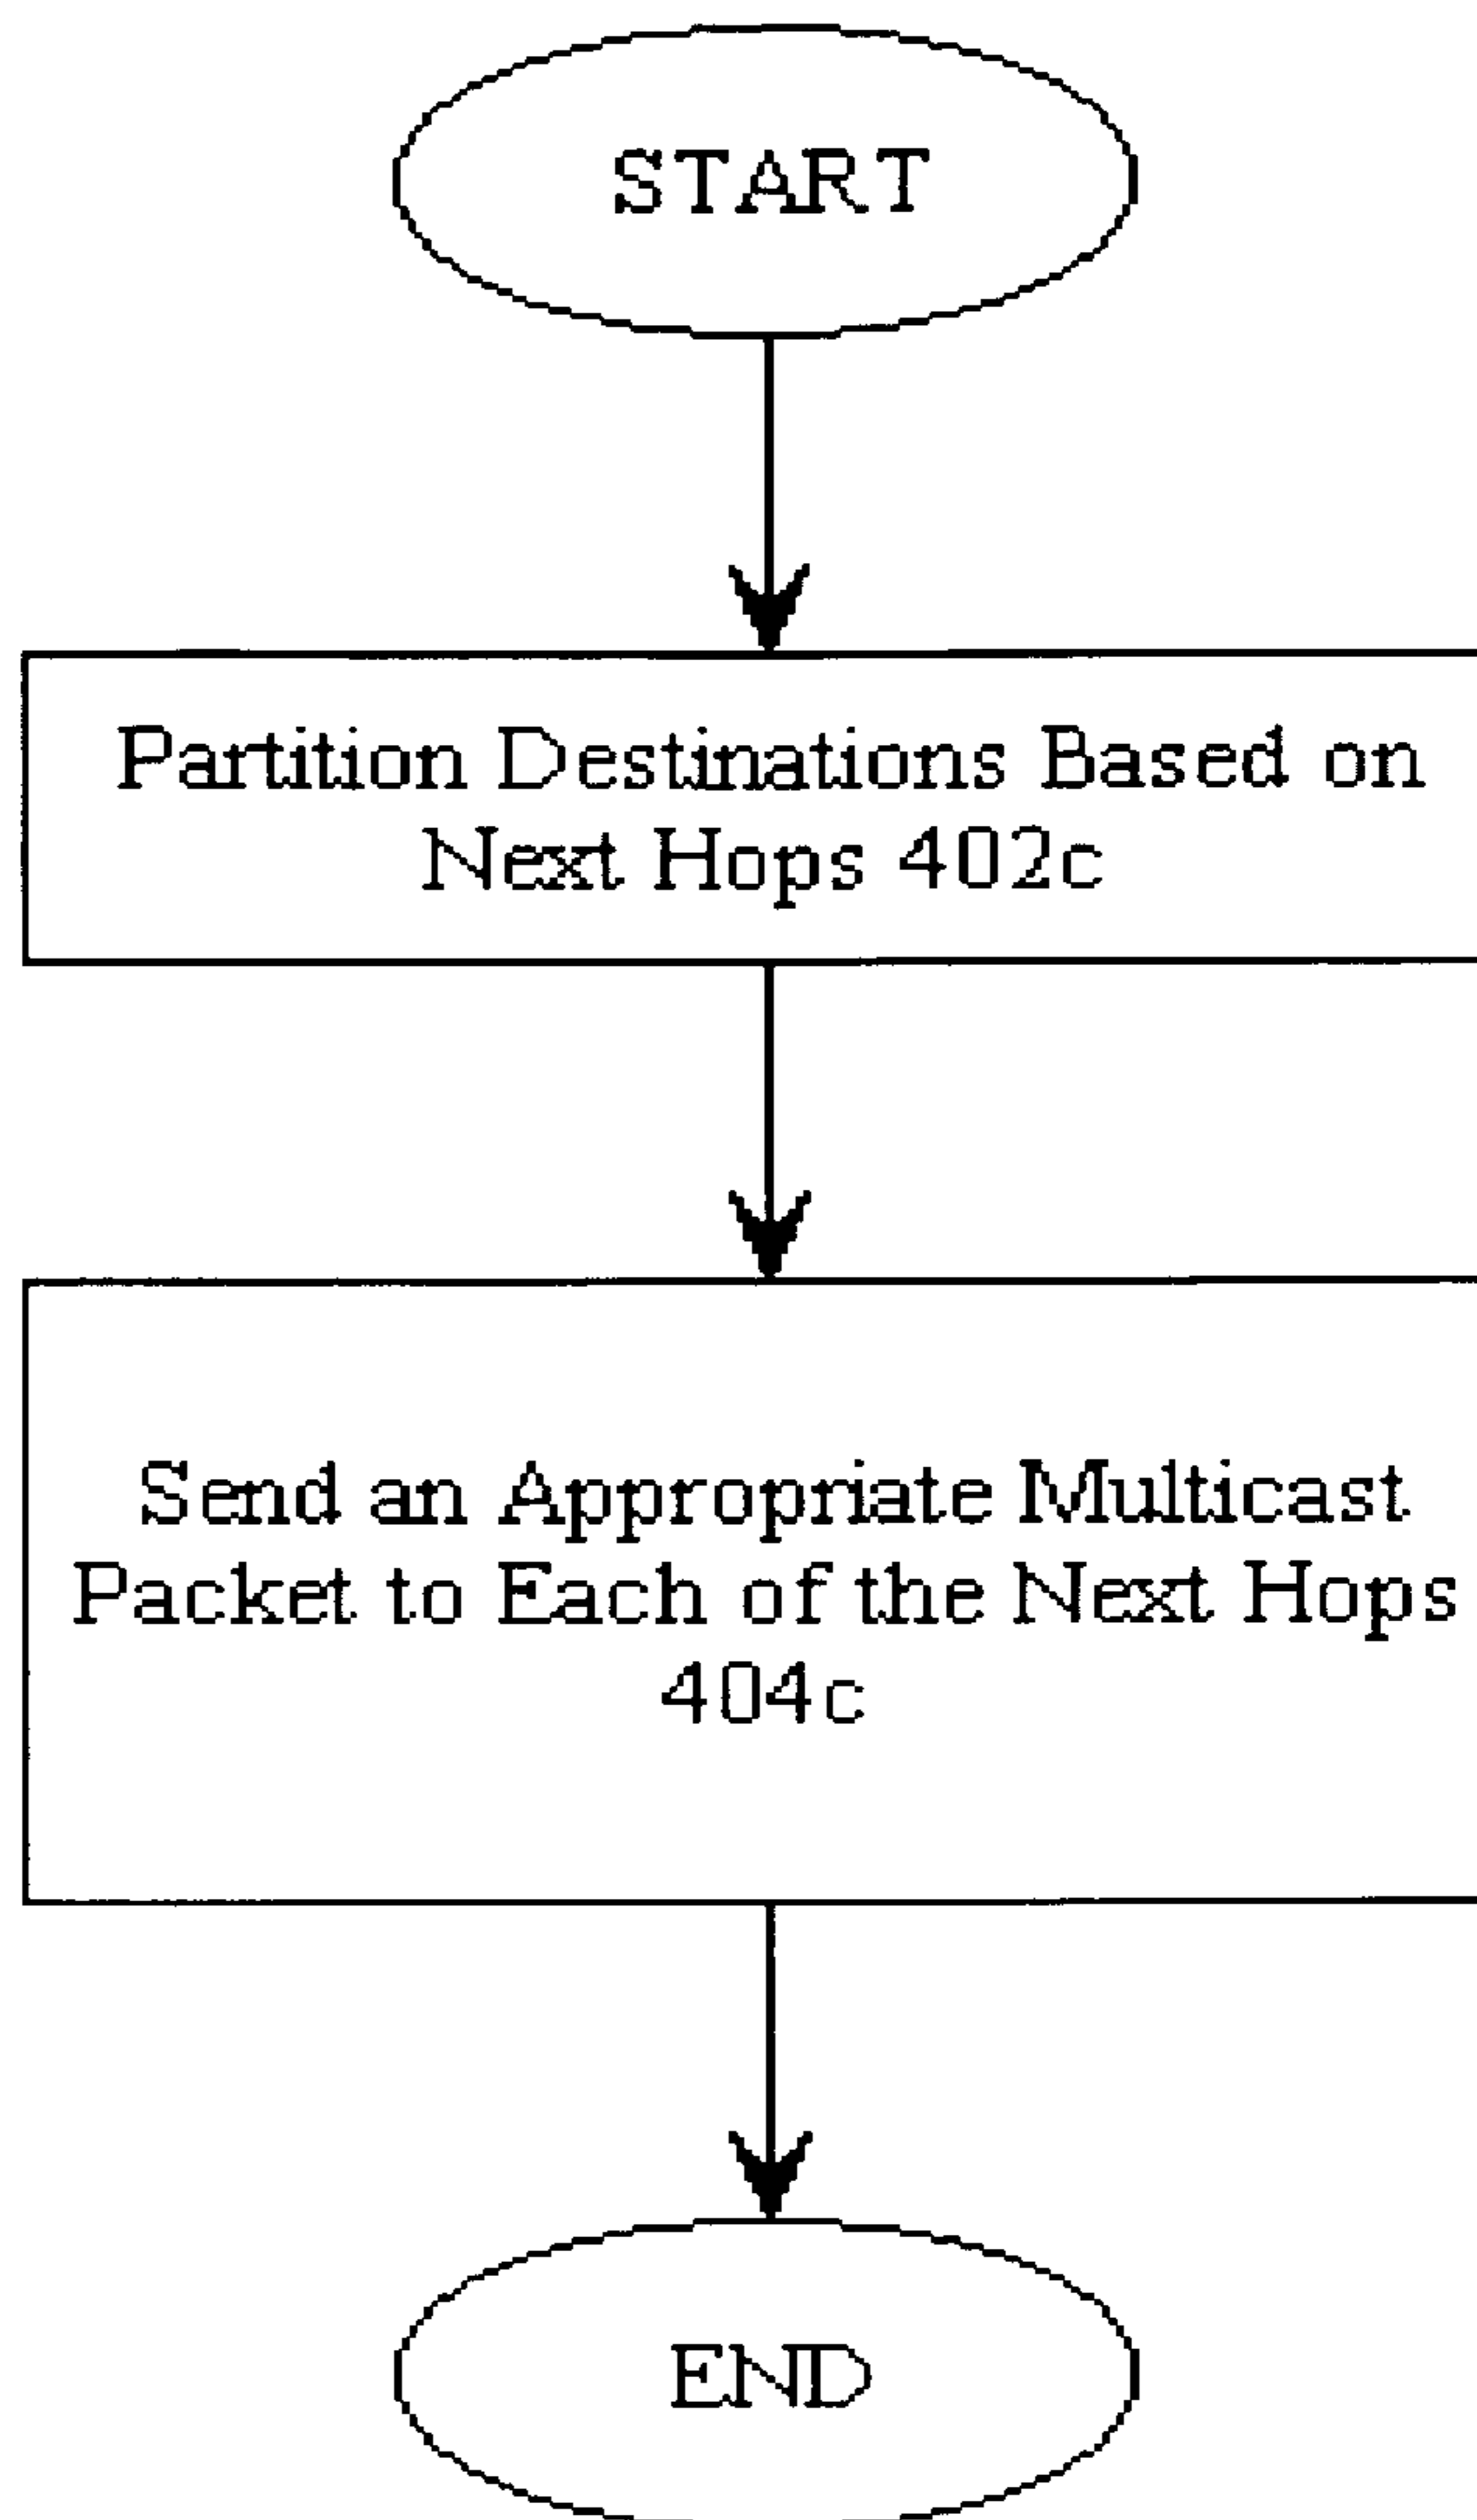 START
Partition Destinations Based on
Next Hops 402c
Send an Appropriate Multicast
Packet to Each of the Next Hops
404c
END